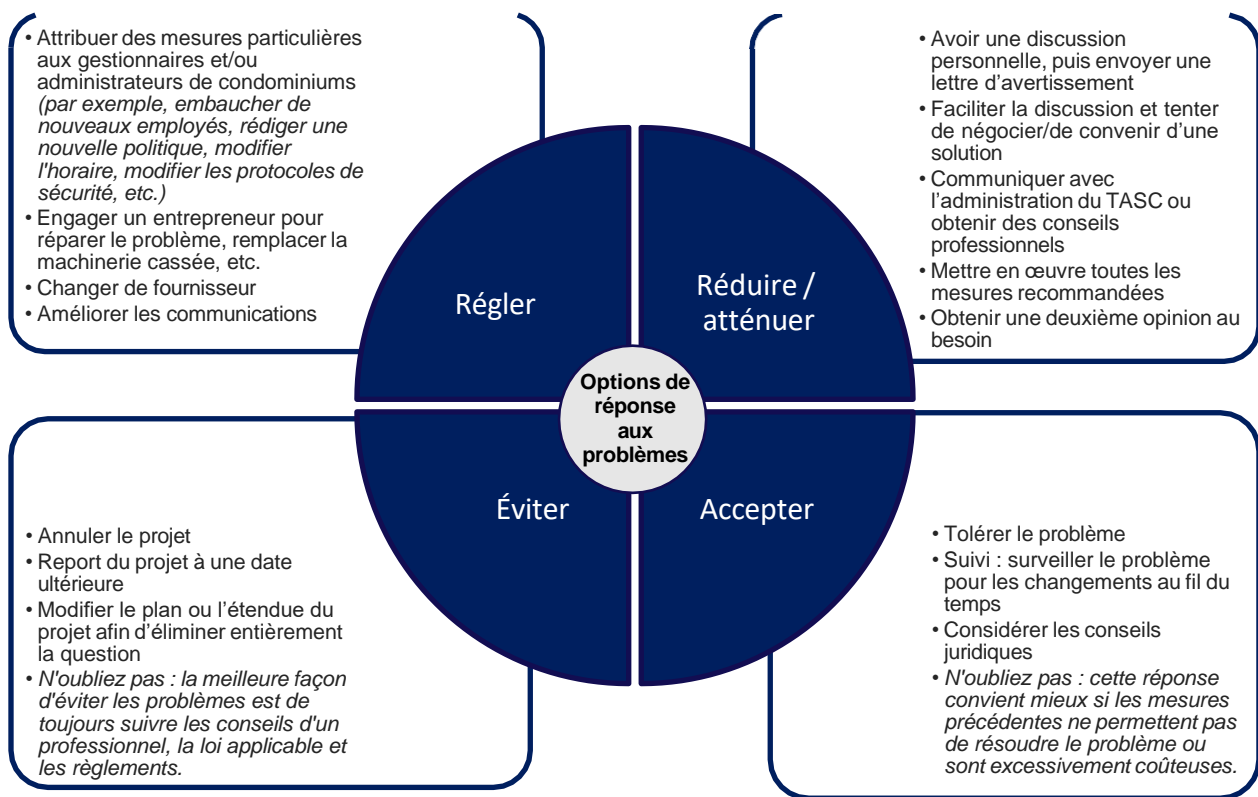 • Attribuer des mesures particulières
aux gestionnaires et/ou
administrateurs de condominiums
(par exemple, embaucher de
nouveaux employés, rédiger une
nouvelle politique, modifier
l'horaire, modifier les protocoles de
sécurité, etc.)
• Engager un entrepreneur pour
réparer le problème, remplacer la
machinerie cassée, etc.
• Changer de fournisseur
• Améliorer les communications
• Avoir une discussion
personnelle, puis envoyer une
lettre d’avertissement
• Faciliter la discussion et tenter
de négocier/de convenir d’une
solution
• Communiquer avec
l’administration du TASC ou
obtenir des conseils
professionnels
• Mettre en œuvre toutes les
mesures recommandées
• Obtenir une deuxième opinion au
besoin
Régler
Réduire /
atténuer
Options de
réponse
aux
problèmes
Éviter
Accepter
• Annuler le projet
• Report du projet à une date
ultérieure
• Modifier le plan ou l’étendue du
projet afin d’éliminer entièrement
la question
• N'oubliez pas : la meilleure façon
d'éviter les problèmes est de
toujours suivre les conseils d'un
professionnel, la loi applicable et
les règlements.
• Tolérer le problème
• Suivi : surveiller le problème
pour les changements au fil du
temps
• Considérer les conseils
juridiques
• N'oubliez pas : cette réponse
convient mieux si les mesures
précédentes ne permettent pas
de résoudre le problème ou
sont excessivement coûteuses.